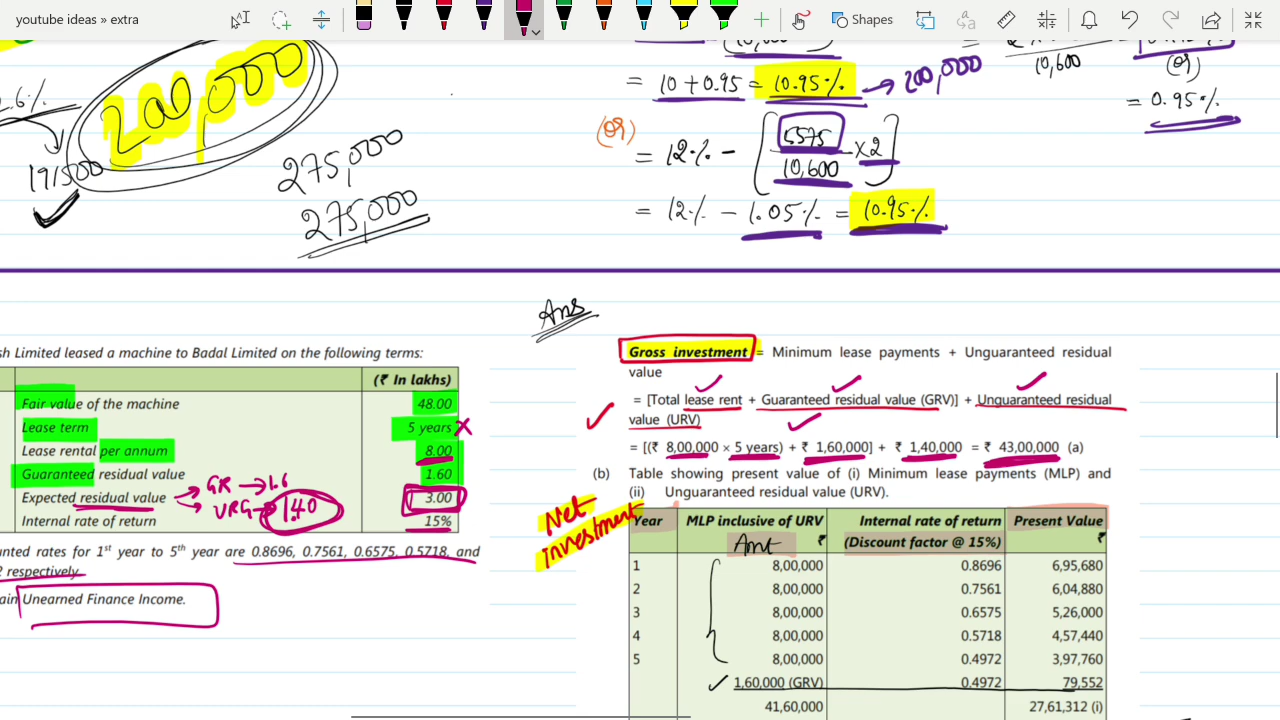 youtube ideas » extra
Shapes
10,000
10,600
(or)
= 0.95%
= 10 + 0.95 = 10.95% → 200,000
(or)
= 12% - [5575/10,600 × 2]
= 12% - 1.05% = 10.95%
.6%
200,000
191500
275,000
275,000
Ans
sh Limited leased a machine to Badal Limited on the following terms:
(₹ In lakhs)
Fair value of the machine 48.00
Lease term 5 years ×
Lease rental per annum 8.00
Guaranteed residual value 1.60
Expected residual value → GR → 1.6 3.00
→ URG → 1.40
Internal rate of return 15%
unted rates for 1st year to 5th year are 0.8696, 0.7561, 0.6575, 0.5718, and
2 respectively.
ain Unearned Finance Income.
Gross investment = Minimum lease payments + Unguaranteed residual
value
= [Total lease rent + Guaranteed residual value (GRV)] + Unguaranteed residual
value (URV)
= [(₹ 8,00,000 × 5 years) + ₹ 1,60,000] + ₹ 1,40,000 = ₹ 43,00,000 (a)
(b) Table showing present value of (i) Minimum lease payments (MLP) and
(ii) Unguaranteed residual value (URV).
Net
investment
Year MLP inclusive of URV Internal rate of return Present Value
Amt ₹ (Discount factor @ 15%) ₹
1 8,00,000 0.8696 6,95,680
2 8,00,000 0.7561 6,04,880
3 8,00,000 0.6575 5,26,000
4 8,00,000 0.5718 4,57,440
5 8,00,000 0.4972 3,97,760
1,60,000 (GRV) 0.4972 79,552
41,60,000 27,61,312 (i)